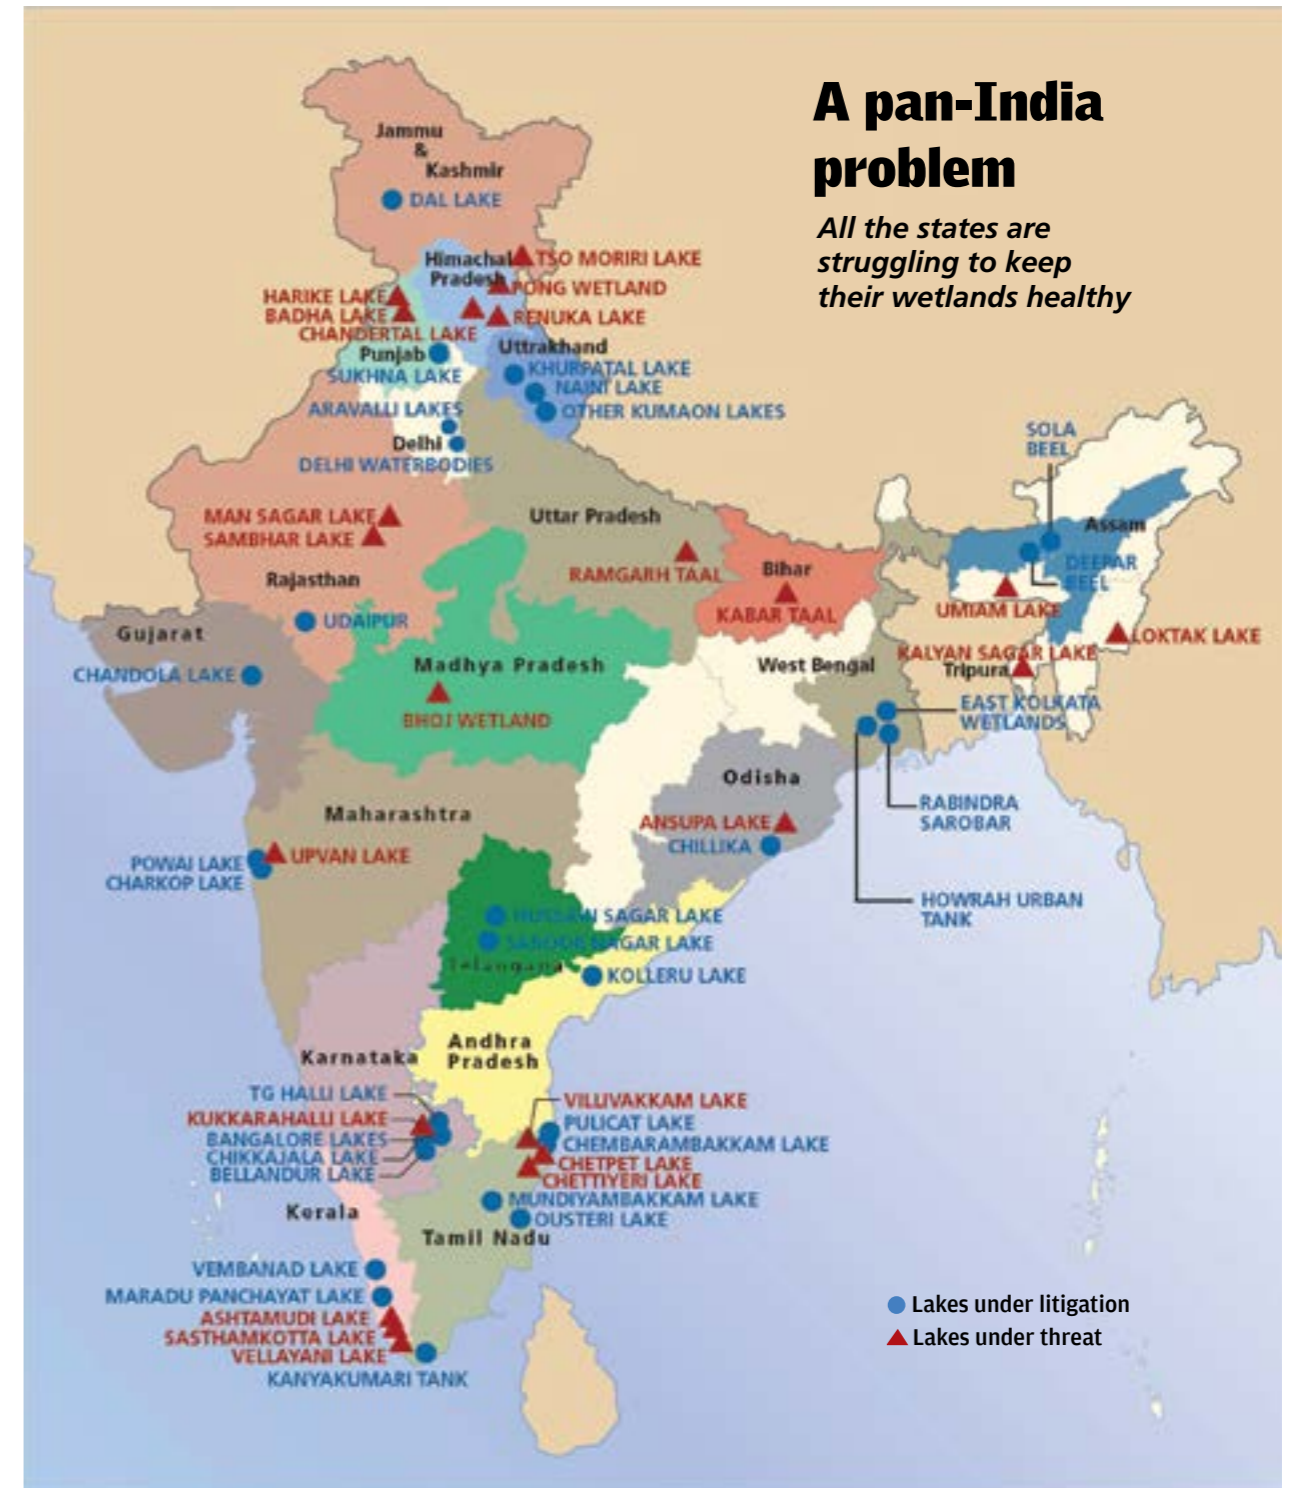 A pan-India
problem
All the states are
struggling to keep
their wetlands healthy
Jammu
&
Kashmir
DAL LAKE
Himachal
Pradesh
TSO MORIRI LAKE
PONG WETLAND
RENUKA LAKE
HARIKE LAKE
BADHA LAKE
CHANDERTAL LAKE
Punjab
SUKHNA LAKE
Uttrakhand
KHURPATAL LAKE
NAINI LAKE
OTHER KUMAON LAKES
ARAVALLI LAKES
Delhi
DELHI WATERBODIES
SOLA
BEEL
Assam
DEEPAR
BEEL
MAN SAGAR LAKE
SAMBHAR LAKE
Uttar Pradesh
RAMGARH TAAL
Bihar
KABAR TAAL
Rajasthan
UDAIPUR
UMIAM LAKE
LOKTAK LAKE
KALYAN SAGAR LAKE
Tripura
Gujarat
CHANDOLA LAKE
Madhya Pradesh
BHOJ WETLAND
West Bengal
EAST KOLKATA
WETLANDS
RABINDRA
SAROBAR
HOWRAH URBAN
TANK
Odisha
ANSUPA LAKE
CHILLIKA
Maharashtra
UPVAN LAKE
POWAI LAKE
CHARKOP LAKE
HUSSAIN SAGAR LAKE
SAROOR NAGAR LAKE
Telangana
KOLLERU LAKE
Andhra
Pradesh
Karnataka
TG HALLI LAKE
KUKKARAHALLI LAKE
BANGALORE LAKES
CHIKKAJALA LAKE
BELLANDUR LAKE
VILLIVAKKAM LAKE
PULICAT LAKE
CHEMBARAMBAKKAM LAKE
CHETPET LAKE
CHETTIYERI LAKE
MUNDIYAMBAKKAM LAKE
OUSTERI LAKE
Kerala
Tamil Nadu
VEMBANAD LAKE
MARADU PANCHAYAT LAKE
ASHTAMUDI LAKE
SASTHAMKOTTA LAKE
VELLAYANI LAKE
KANYAKUMARI TANK
Lakes under litigation
Lakes under threat